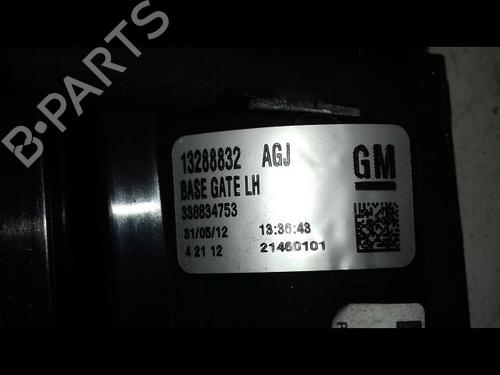 B-PARTS
13288832 AGJ GM
BASE GATE LH
338834753
31/05/12 13:36:43
4 21 12 21460101